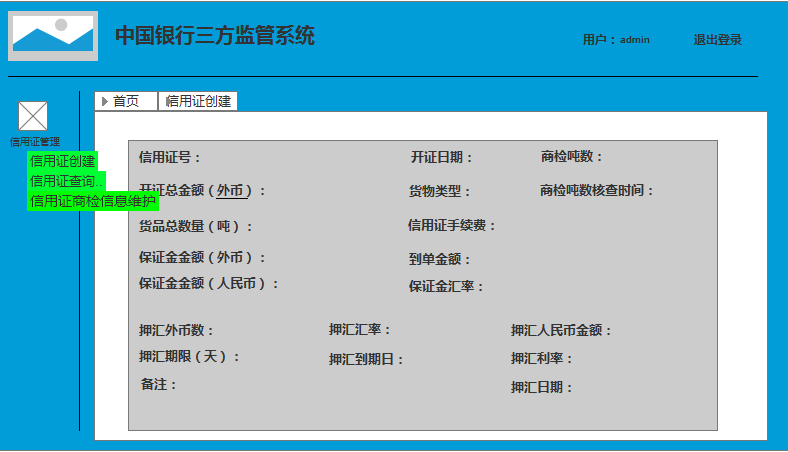 中国银行三方监管系统
用户：admin
退出登录
首页
信用证创建
信用证管理
信用证创建
信用证查询..
信用证商检信息维护
信用证号：
开证日期：
商检吨数：
开证总金额（外币）：
货物类型：
商检吨数核查时间：
货品总数量（吨）：
信用证手续费：
保证金金额（外币）：
到单金额：
保证金金额（人民币）：
保证金汇率：
押汇外币数：
押汇汇率：
押汇人民币金额：
押汇期限（天）：
押汇到期日：
押汇利率：
备注：
押汇日期：